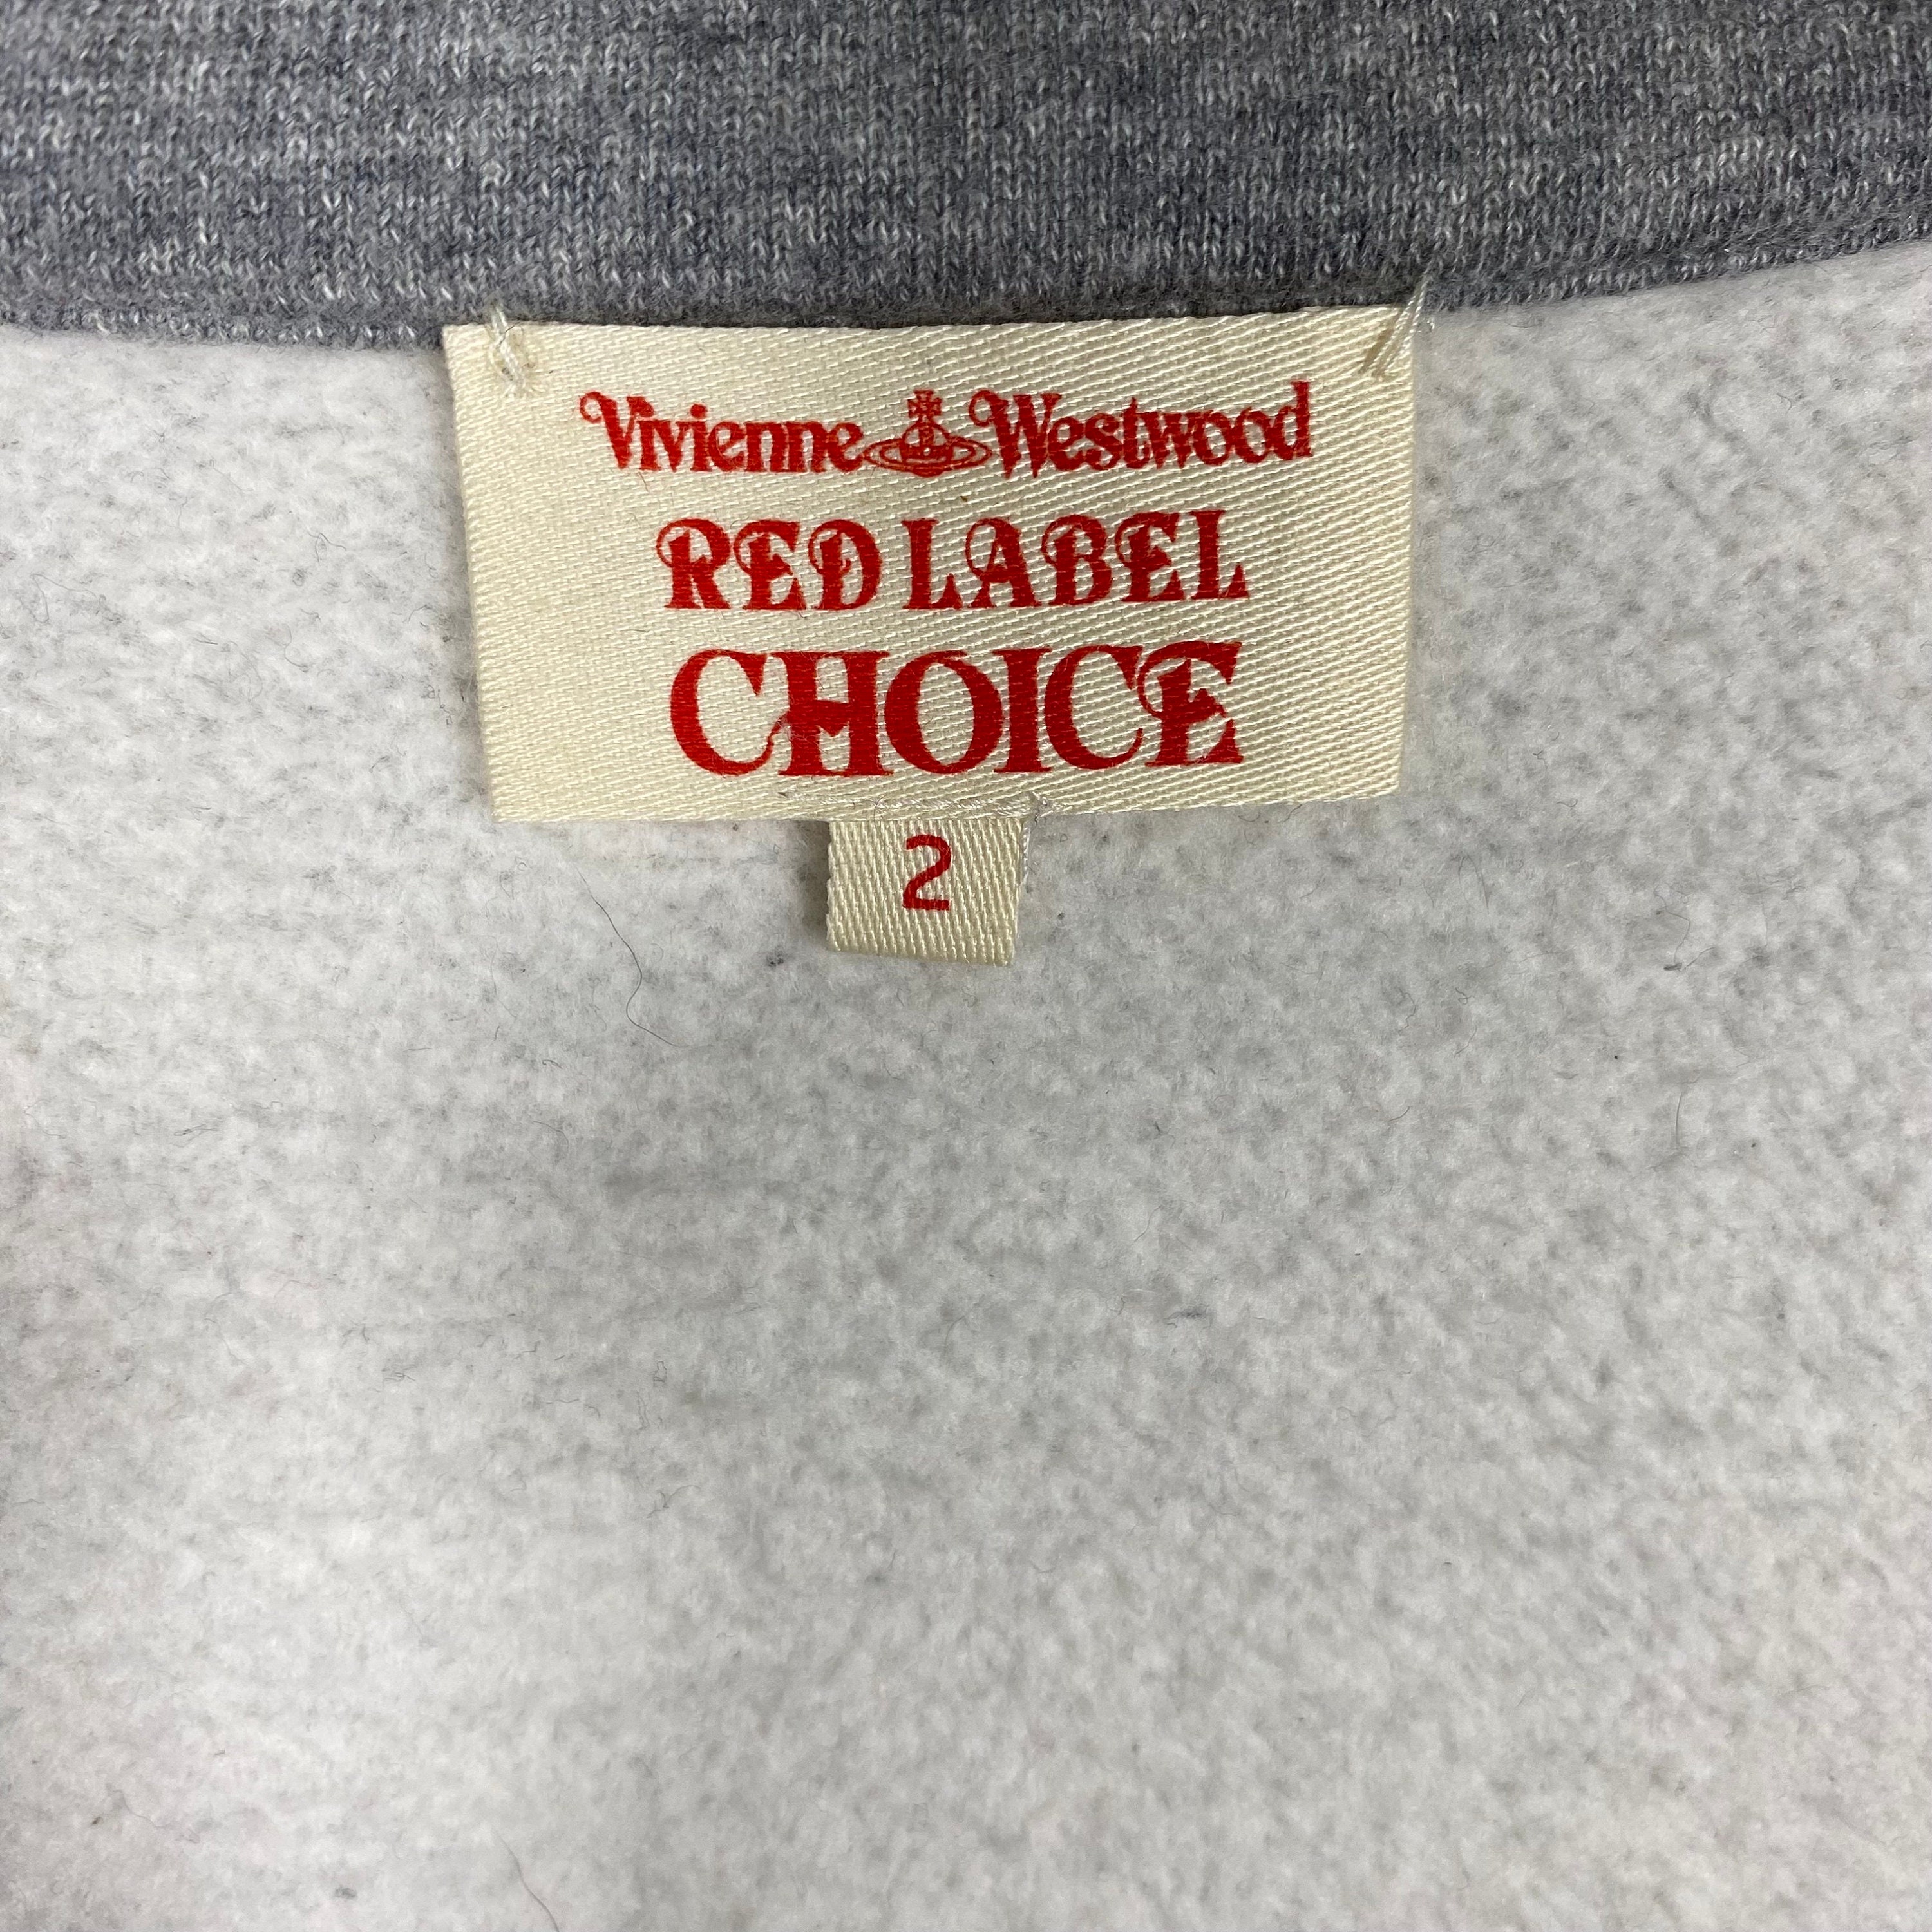 Vivienne Westwood
RED LABEL
CHOICE
2